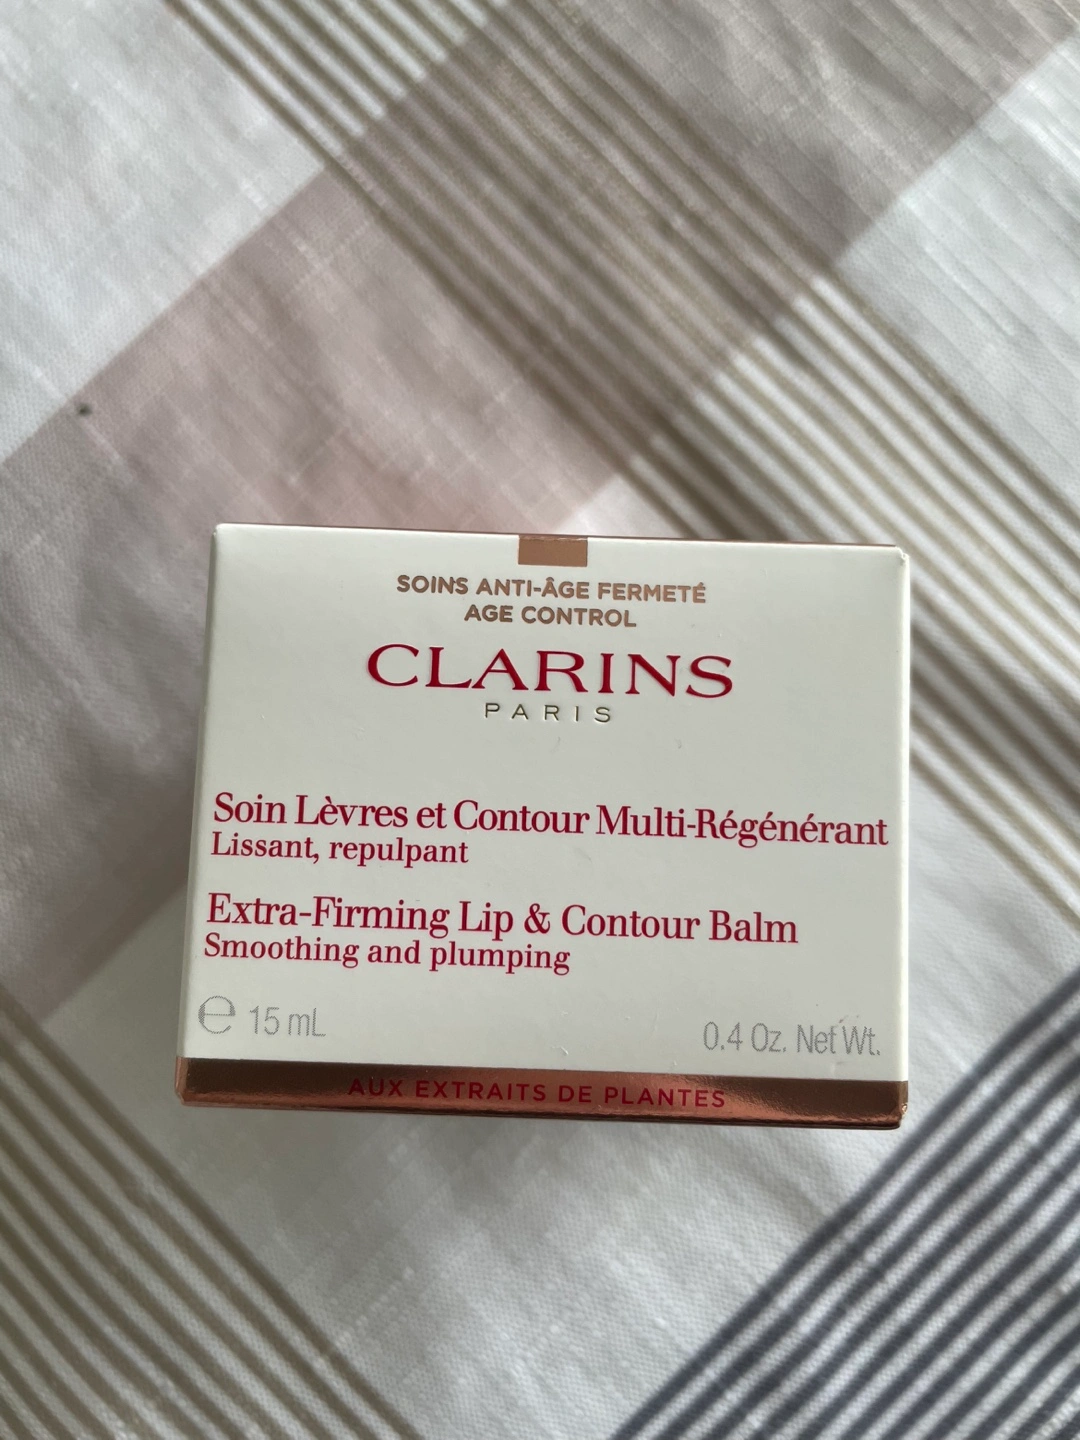 SOINS ANTI-ÂGE FERMETÉ
AGE CONTROL
CLARINS
PARIS
Soin Lèvres et Contour Multi-Régénérant
Lissant, repulpant
Extra-Firming Lip & Contour Balm
Smoothing and plumping
℮ 15 mL
0.4 Oz. Net Wt.
AUX EXTRAITS DE PLANTES